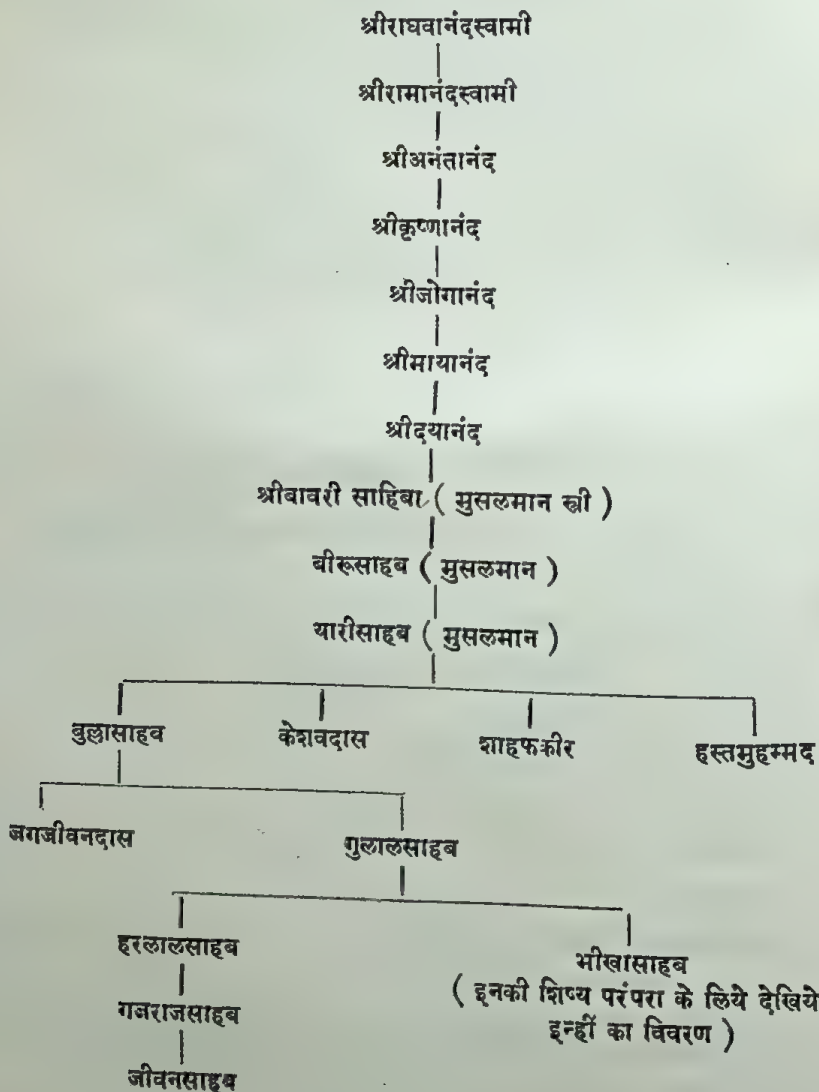 श्रीराघवानंदस्वामी
श्रीरामानंदस्वामी
श्रीअनंतानंद
श्रीकृष्णानंद
श्रीजोगानंद
श्रीमायानंद
श्रीदयानंद
श्रीबावरी साहिबा ( मुसलमान स्त्री )
बीरूसाहब ( मुसलमान )
यारीसाहब ( मुसलमान )
बुल्लासाहब केशवदास शाहफकीर हस्तमुहम्मद
जगजीवनदास गुलालसाहब
हरलालसाहब भीखासाहब
( इनकी शिष्य परंपरा के लिये देखिये
गजराजसाहब इन्हीं का विवरण )
जीवनसाहब